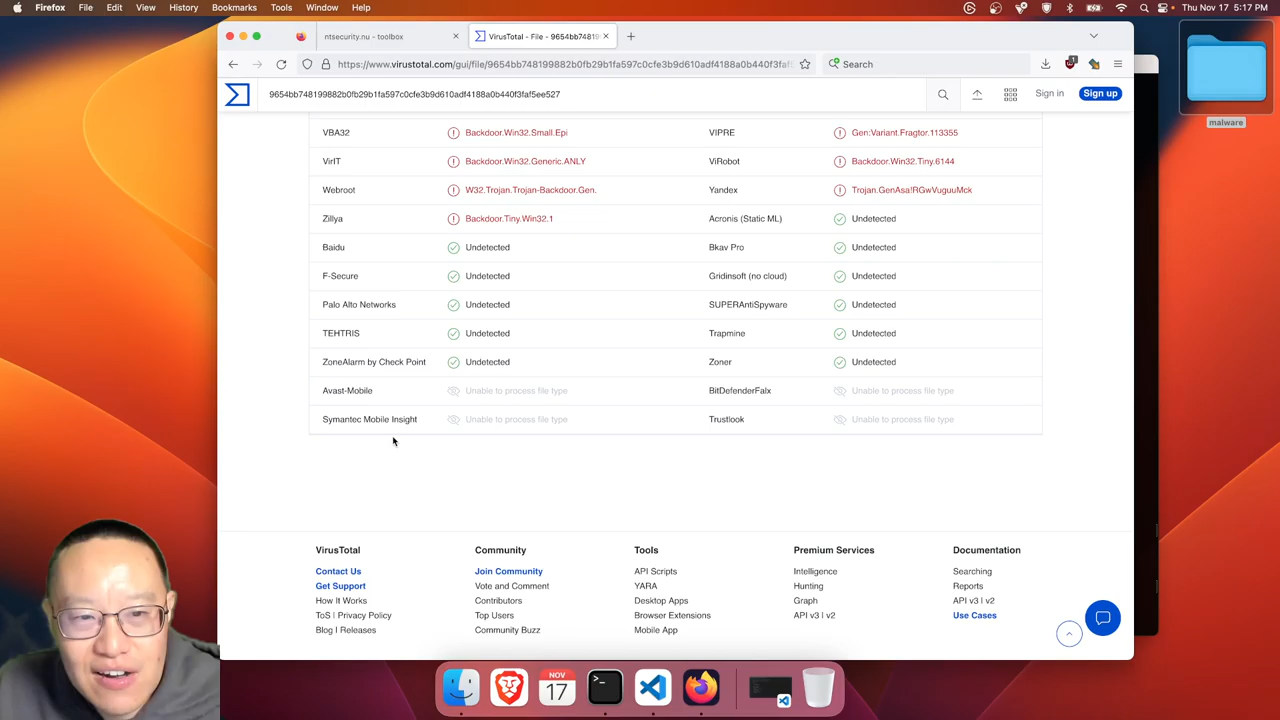 Firefox File Edit View History Bookmarks Tools Window Help Thu Nov 17 5:17 PM
ntsecurity.nu - toolbox VirusTotal - File - 9654bb7481998
https://www.virustotal.com/gui/file/9654bb748199882b0fb29b1fa597c0cfe3b9d610adf4188a0b440f3faf Search
9654bb748199882b0fb29b1fa597c0cfe3b9d610adf4188a0b440f3faf5ee527 Sign in Sign up
malware
VBA32 Backdoor.Win32.Small.Epi VIPRE Gen:Variant.Fragtor.113355
VirIT Backdoor.Win32.Generic.ANLY ViRobot Backdoor.Win32.Tiny.6144
Webroot W32.Trojan.Trojan-Backdoor.Gen. Yandex Trojan.GenAsa!RGwVuguuMck
Zillya Backdoor.Tiny.Win32.1 Acronis (Static ML) Undetected
Baidu Undetected Bkav Pro Undetected
F-Secure Undetected Gridinsoft (no cloud) Undetected
Palo Alto Networks Undetected SUPERAntiSpyware Undetected
TEHTRIS Undetected Trapmine Undetected
ZoneAlarm by Check Point Undetected Zoner Undetected
Avast-Mobile Unable to process file type BitDefenderFalx Unable to process file type
Symantec Mobile Insight Unable to process file type Trustlook Unable to process file type
VirusTotal Community Tools Premium Services Documentation
Contact Us Join Community API Scripts Intelligence Searching
Get Support Vote and Comment YARA Hunting Reports
How It Works Contributors Desktop Apps Graph API v3 | v2
ToS | Privacy Policy Top Users Browser Extensions API v3 | v2 Use Cases
Blog | Releases Community Buzz Mobile App
NOV
17